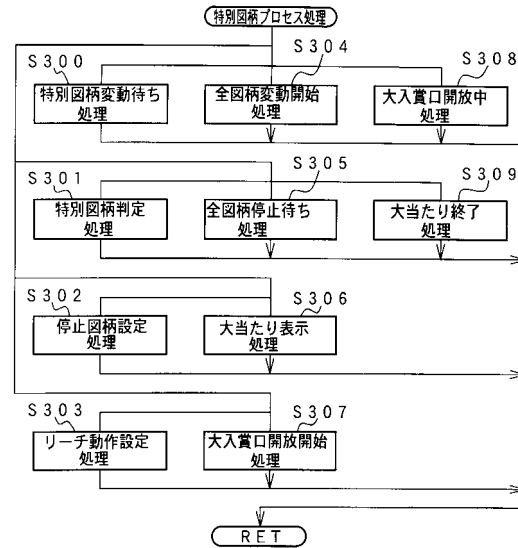 特別図柄プロセス処理
S300
S304
S308
特別図柄変動待ち
処理
全図柄変動開始
処理
大入賞口開放中
処理
S301
S305
S309
特別図柄判定
処理
全図柄停止待ち
処理
大当たり終了
処理
S302
S306
停止図柄設定
処理
大当たり表示
処理
S303
S307
リーチ動作設定
処理
大入賞口開放開始
処理
RET